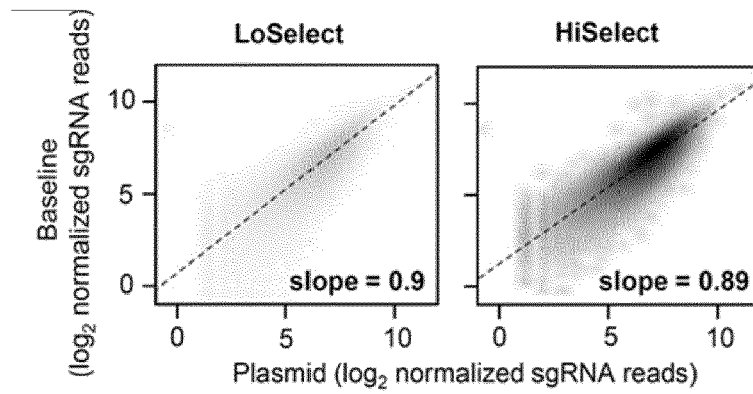 LoSelect
HiSelect
Baseline
(log2 normalized sgRNA reads)
10
5
0
slope = 0.9
slope = 0.89
0
5
10
0
5
10
Plasmid (log2 normalized sgRNA reads)